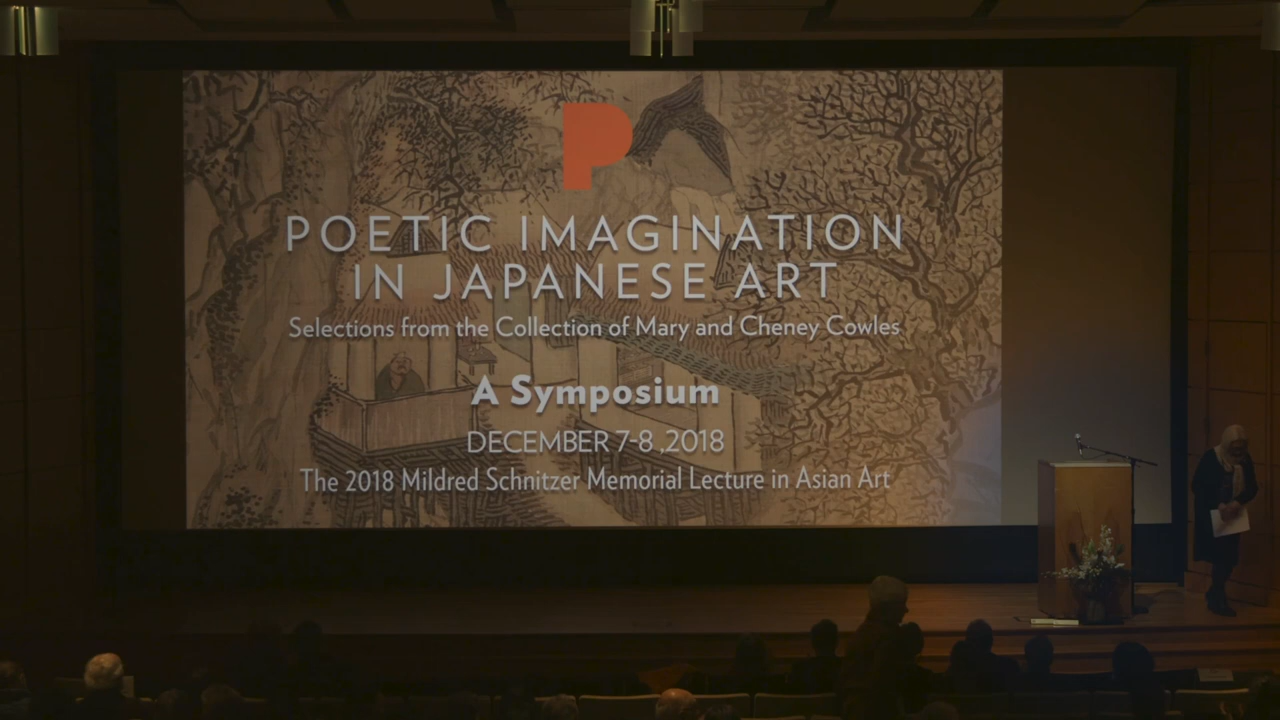 P
POETIC IMAGINATION
IN JAPANESE ART
Selections from the Collection of Mary and Cheney Cowles
A Symposium
DECEMBER 7-8 ,2018
The 2018 Mildred Schnitzer Memorial Lecture in Asian Art